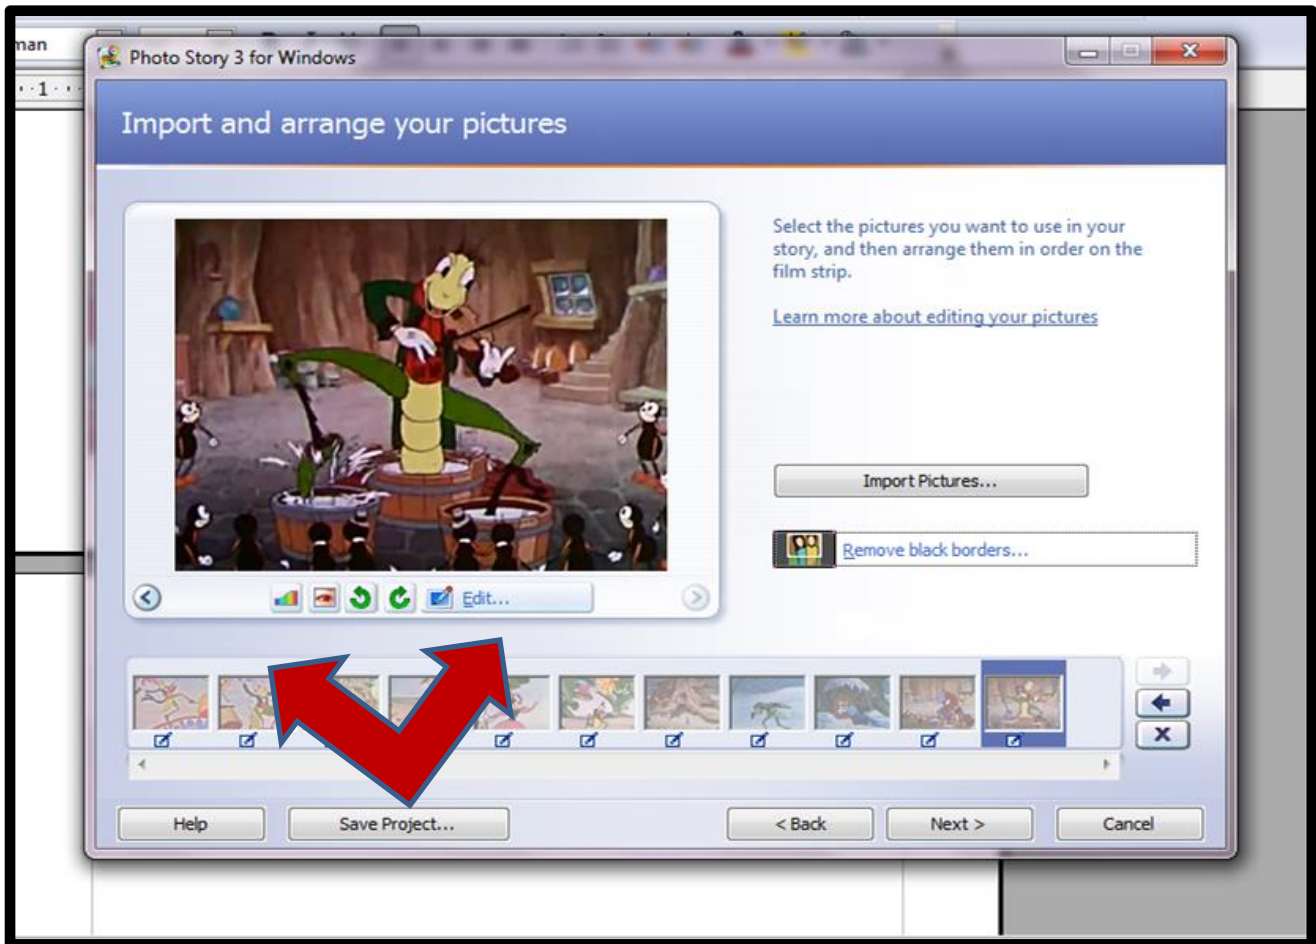 man
1
Photo Story 3 for Windows
Import and arrange your pictures
Select the pictures you want to use in your
story, and then arrange them in order on the
film strip.
Learn more about editing your pictures
Import Pictures...
Remove black borders...
Edit...
Help
Save Project...
< Back
Next >
Cancel